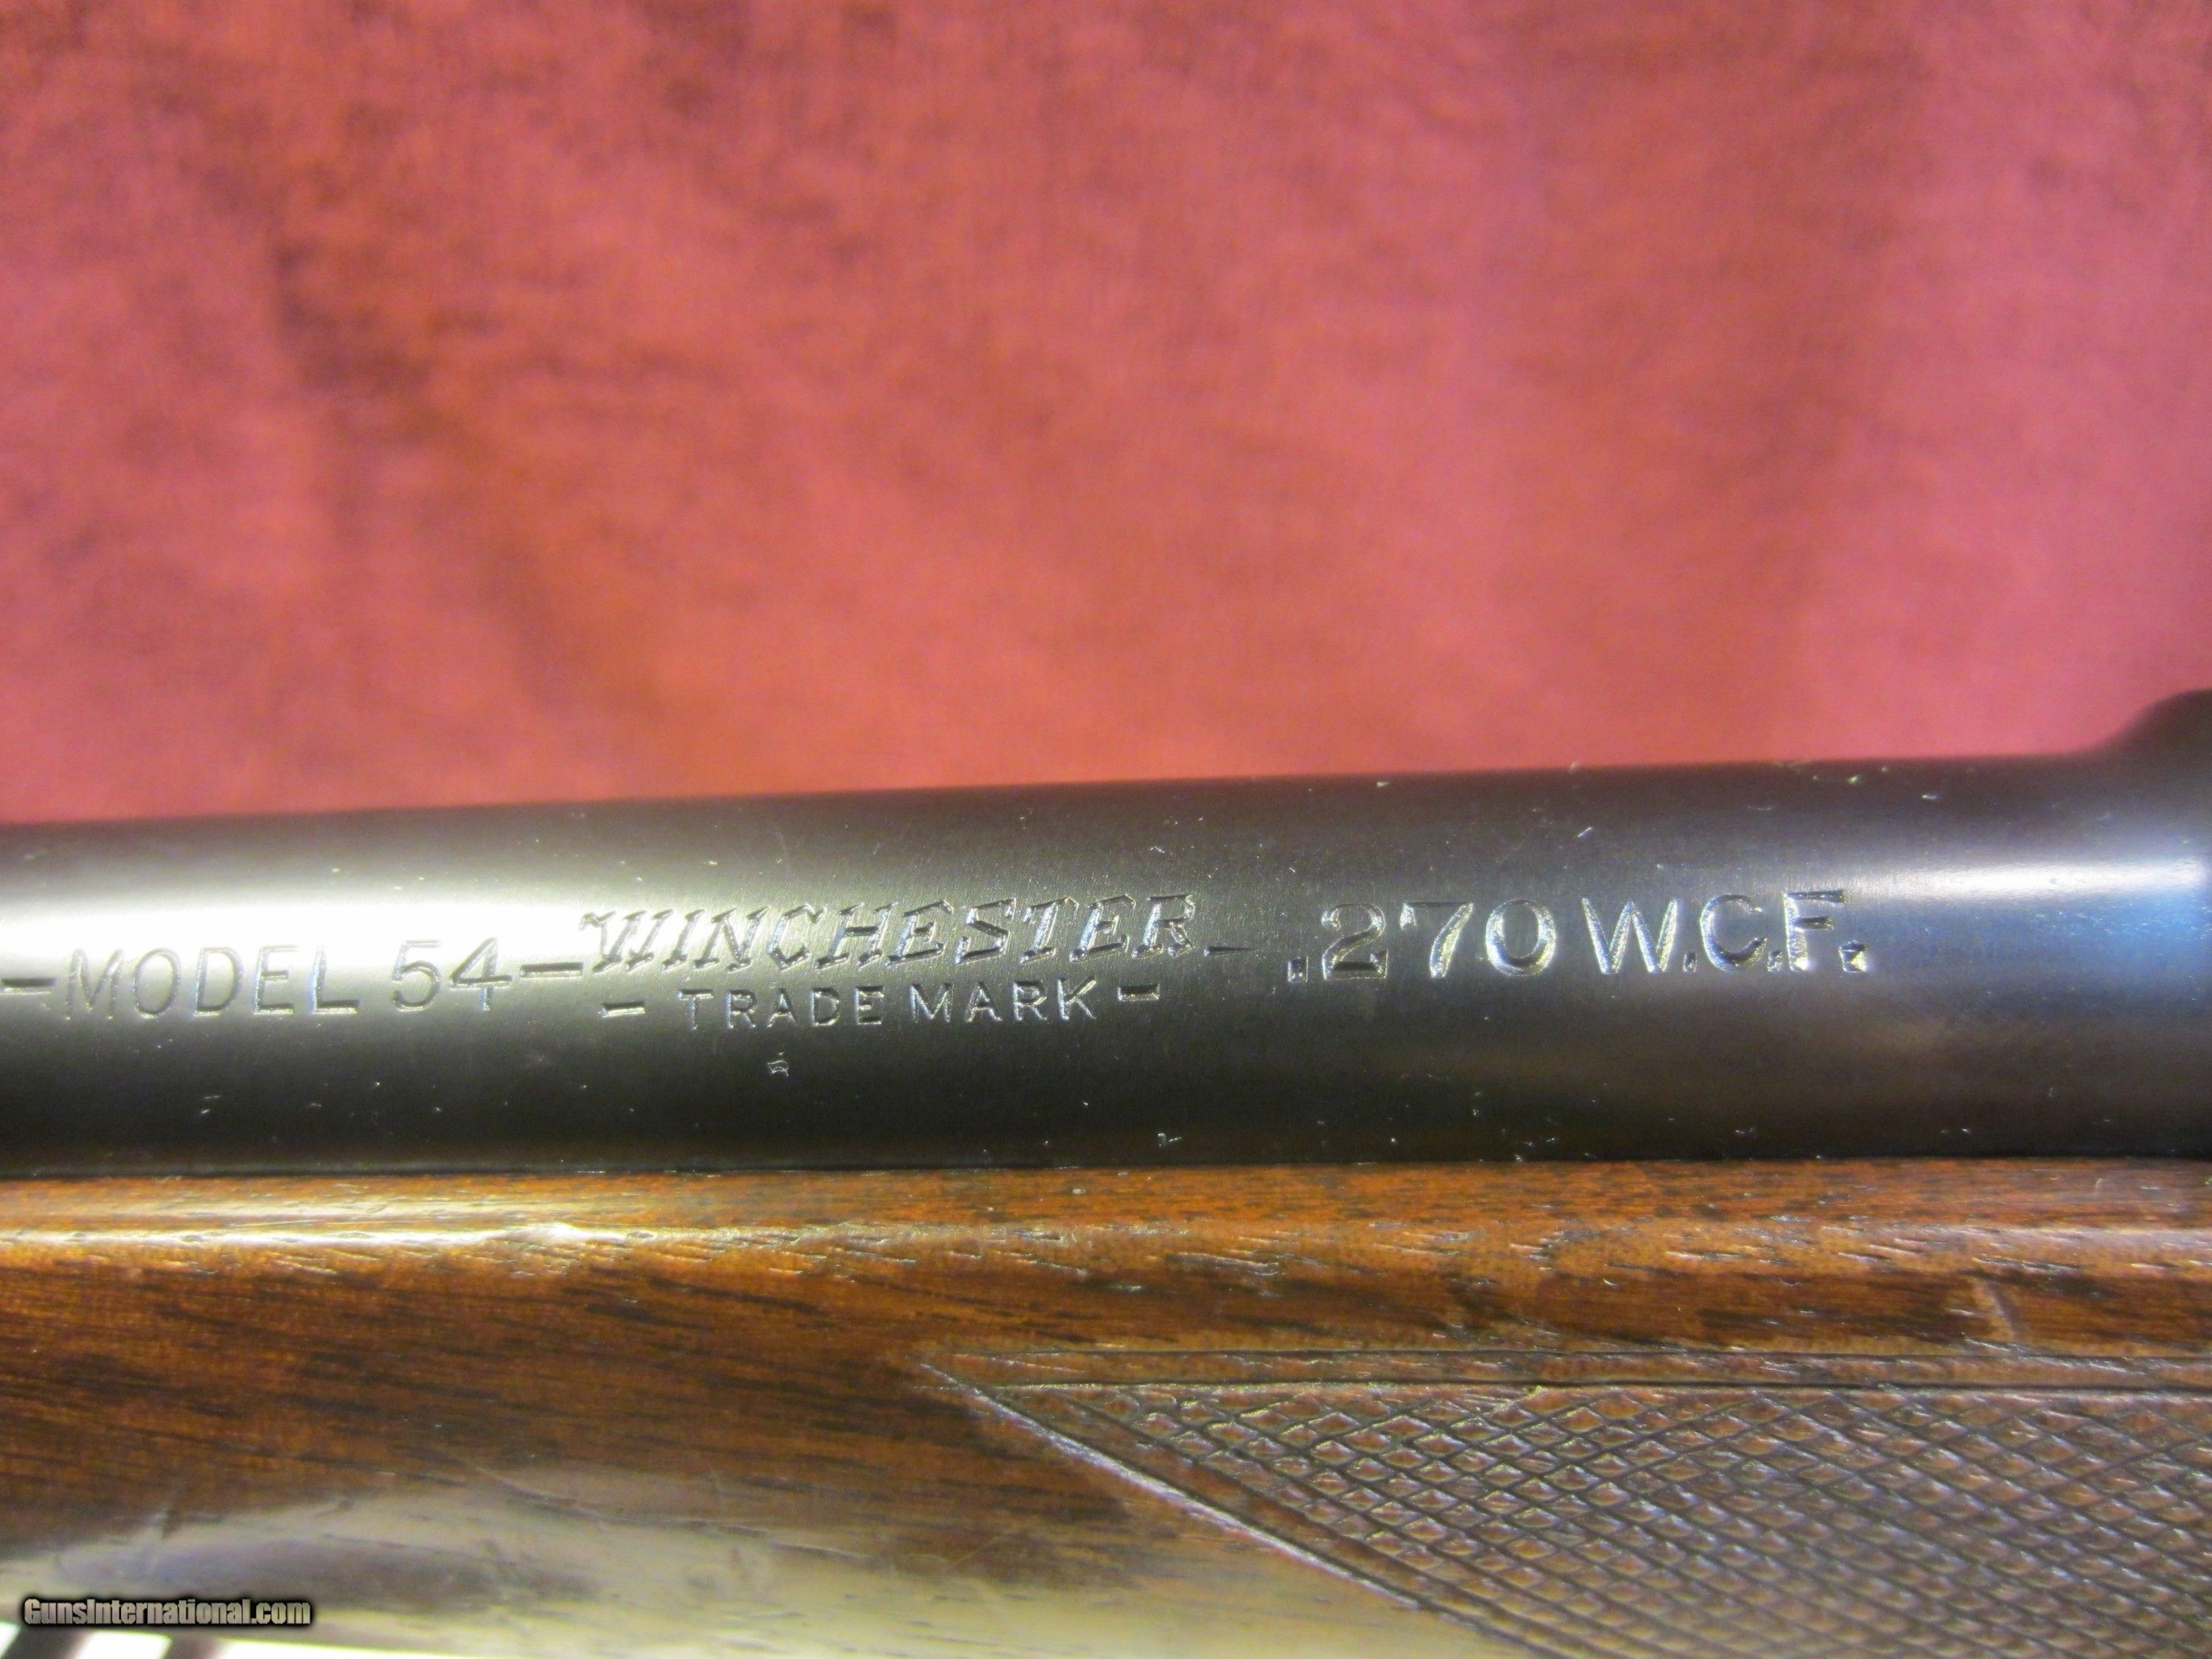 -MODEL 54-WINCHESTER- .270 W.C.F.
- TRADE MARK -
GunsInternational.com